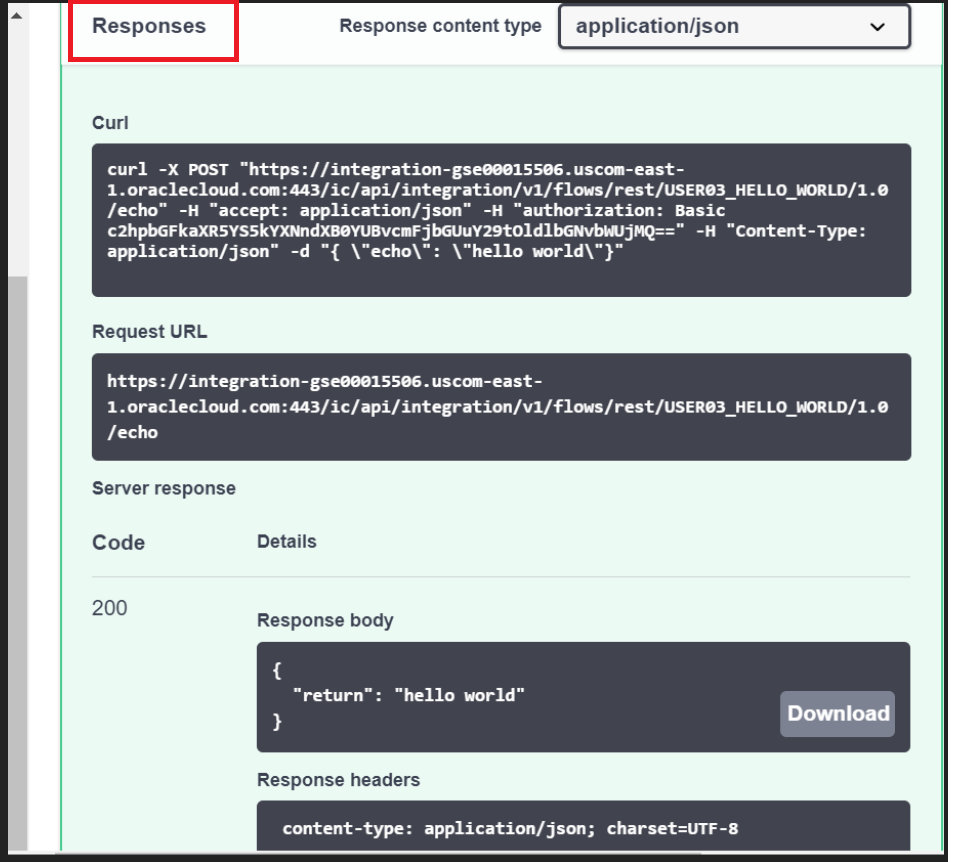 Responses
Response content type
application/json
Curl
curl -X POST "https://integration-gse00015506.uscom-east-
1.oraclecloud.com:443/ic/api/integration/v1/flows/rest/USER03_HELLO_WORLD/1.0
/echo" -H "accept: application/json" -H "authorization: Basic
c2hpbGFkaXR5YS5kYXNndXB0YUBvcmFjbGUuY29tOldlbGNvbWUjMQ==" -H "Content-Type:
application/json" -d "{ \"echo\": \"hello world\"}"
Request URL
https://integration-gse00015506.uscom-east-
1.oraclecloud.com:443/ic/api/integration/v1/flows/rest/USER03_HELLO_WORLD/1.0
/echo
Server response
Code
Details
200
Response body
{
"return": "hello world"
}
Download
Response headers
content-type: application/json; charset=UTF-8